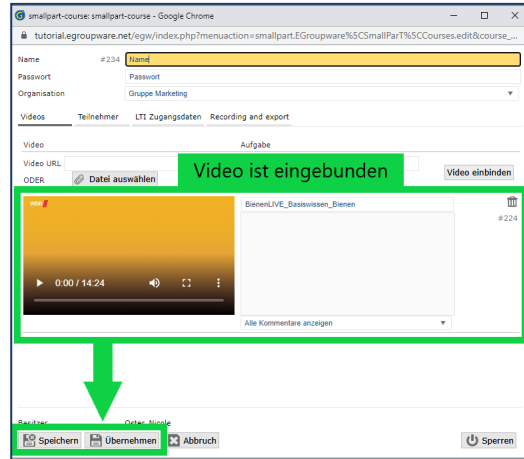 smallpart-course: smallpart-course - Google Chrome
tutorial.egroupware.net/egw/index.php?menuaction=smallpart.EGroupware%5CSmallParT%5CCourses.edit&course_...
Name #234 Name
Passwort Passwort
Organisation Gruppe Marketing
Videos Teilnehmer LTI Zugangsdaten Recording and export
Video Aufgabe
Video URL
ODER Datei auswählen
Video ist eingebunden
Video einbinden
WDR
BienenLIVE_Basiswissen_Bienen
#224
0:00 / 14:24
Alle Kommentare anzeigen
Besitzer Oster, Nicole
Speichern Übernehmen Abbruch Sperren